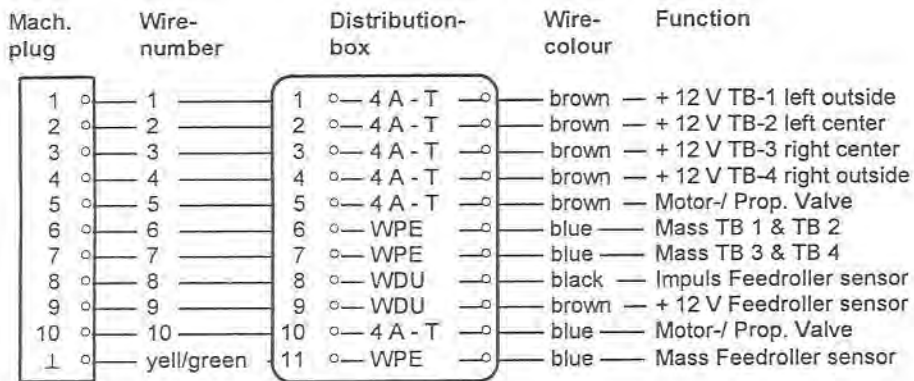 Mach. plug Wire-number Distribution-box Wire-colour Function
1 1 1 4 A - T brown + 12 V TB-1 left outside
2 2 2 4 A - T brown + 12 V TB-2 left center
3 3 3 4 A - T brown + 12 V TB-3 right center
4 4 4 4 A - T brown + 12 V TB-4 right outside
5 5 5 4 A - T brown Motor-/ Prop. Valve
6 6 6 WPE blue Mass TB 1 & TB 2
7 7 7 WPE blue Mass TB 3 & TB 4
8 8 8 WDU black Impuls Feedroller sensor
9 9 9 WDU brown + 12 V Feedroller sensor
10 10 10 4 A - T blue Motor-/ Prop. Valve
⊥ yell/green 11 WPE blue Mass Feedroller sensor